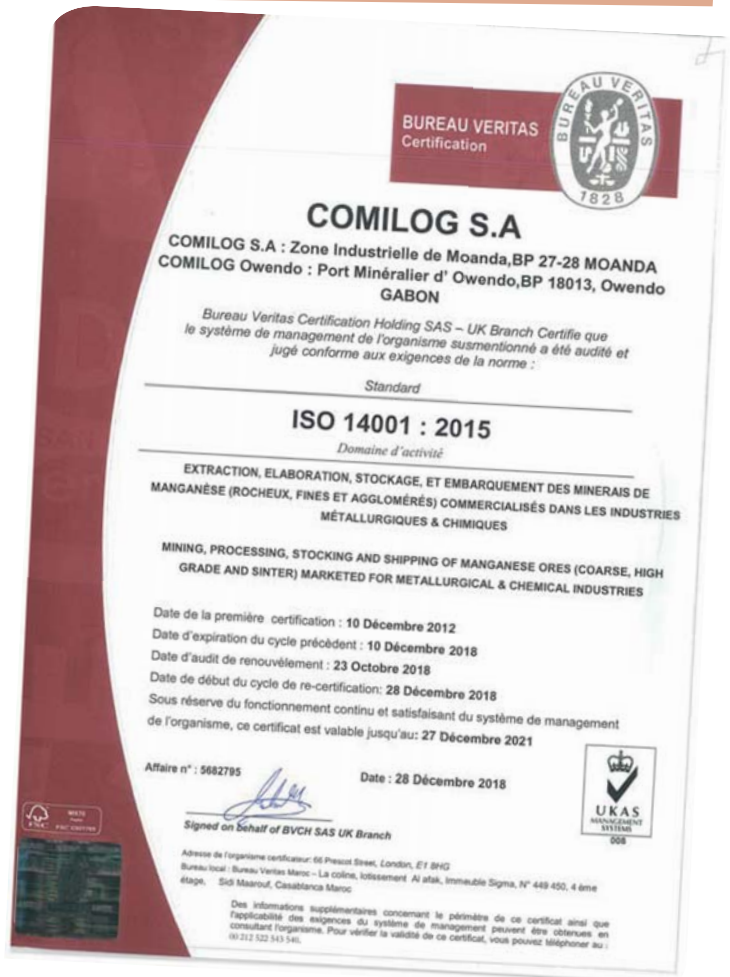 BUREAU VERITAS
Certification
BUREAU VERITAS
1828
COMILOG S.A
COMILOG S.A : Zone Industrielle de Moanda,BP 27-28 MOANDA
COMILOG Owendo : Port Minéralier d' Owendo,BP 18013, Owendo
GABON
Bureau Veritas Certification Holding SAS – UK Branch Certifie que
le système de management de l'organisme susmentionné a été audité et
jugé conforme aux exigences de la norme :
Standard
ISO 14001 : 2015
Domaine d'activité
EXTRACTION, ELABORATION, STOCKAGE, ET EMBARQUEMENT DES MINERAIS DE
MANGANÈSE (ROCHEUX, FINES ET AGGLOMÉRÉS) COMMERCIALISÉS DANS LES INDUSTRIES
MÉTALLURGIQUES & CHIMIQUES
MINING, PROCESSING, STOCKING AND SHIPPING OF MANGANESE ORES (COARSE, HIGH
GRADE AND SINTER) MARKETED FOR METALLURGICAL & CHEMICAL INDUSTRIES
Date de la première certification : 10 Décembre 2012
Date d'expiration du cycle précèdent : 10 Décembre 2018
Date d'audit de renouvèlement : 23 Octobre 2018
Date de début du cycle de re-certification: 28 Décembre 2018
Sous réserve du fonctionnement continu et satisfaisant du système de management
de l'organisme, ce certificat est valable jusqu'au: 27 Décembre 2021
Affaire n° : 5682795
Date : 28 Décembre 2018
Signed on behalf of BVCH SAS UK Branch
UKAS
MANAGEMENT
SYSTEMS
008
FSC
MIXTE
Adresse de l'organisme certificateur: 66 Prescot Street, London, E1 8HG
Bureau local : Bureau Veritas Maroc – La coline, lotissement Al afak, Immeuble Sigma, N° 449 450, 4 ème
étage, Sidi Maarouf, Casablanca Maroc
Des informations supplémentaires concernant le périmètre de ce certificat ainsi que
l'applicabilité des exigences du système de management peuvent être obtenues en
consultant l'organisme. Pour vérifier la validité de ce certificat, vous pouvez téléphoner au :
00 212 522 543 540.